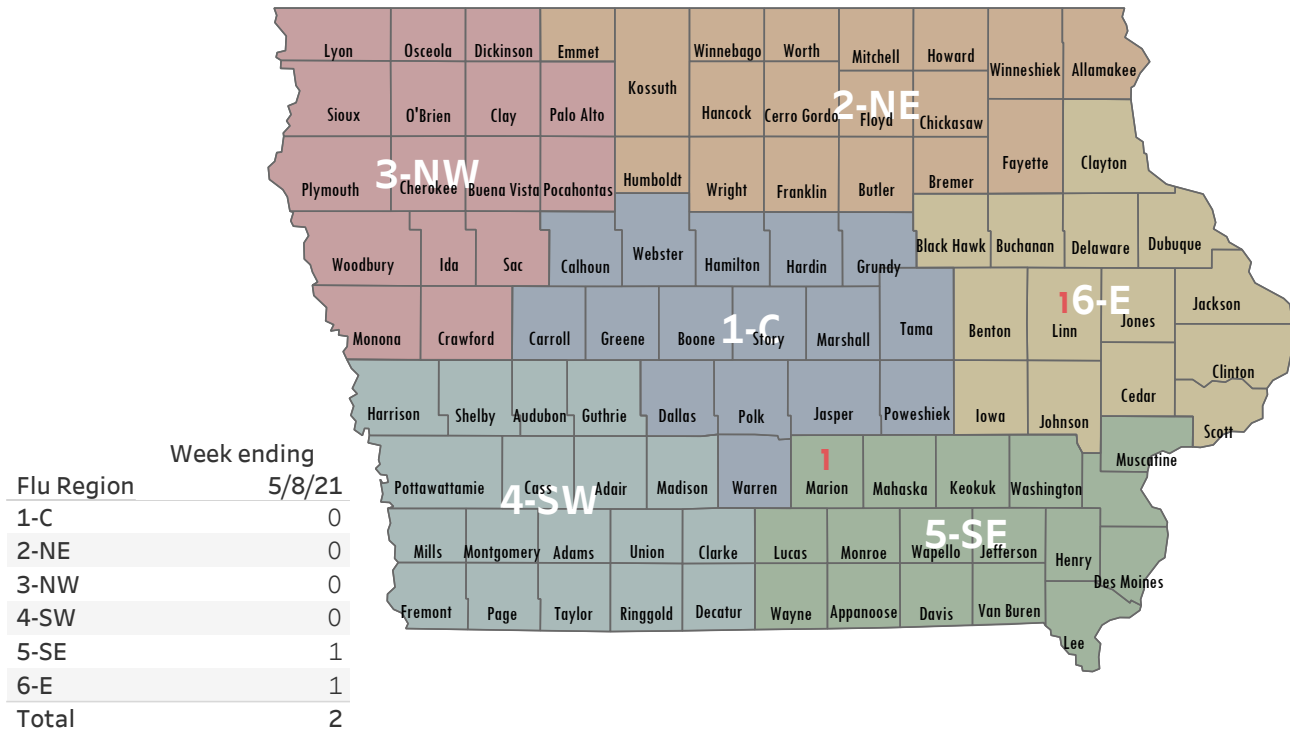 Lyon Osceola Dickinson Emmet Winnebago Worth Mitchell Howard Winneshiek Allamakee
Kossuth
Sioux O'Brien Clay Palo Alto Hancock Cerro Gordo Floyd Chickasaw
2-NE
Fayette Clayton
3-NW
Plymouth Cherokee Buena Vista Pocahontas Humboldt Wright Franklin Butler Bremer
Woodbury Ida Sac Calhoun Webster Hamilton Hardin Grundy Black Hawk Buchanan Delaware Dubuque
1 6-E
Jackson
Monona Crawford Carroll Greene Boone Story Marshall Tama Benton Linn Jones
1-C
Clinton
Harrison Shelby Audubon Guthrie Dallas Polk Jasper Poweshiek Iowa Johnson Cedar
Scott
1
Muscatine
Pottawattamie Cass Adair Madison Warren Marion Mahaska Keokuk Washington
4-SW
5-SE
Mills Montgomery Adams Union Clarke Lucas Monroe Wapello Jefferson Henry
Des Moines
Fremont Page Taylor Ringgold Decatur Wayne Appanoose Davis Van Buren
Lee
Week ending
Flu Region 5/8/21
1-C 0
2-NE 0
3-NW 0
4-SW 0
5-SE 1
6-E 1
Total 2